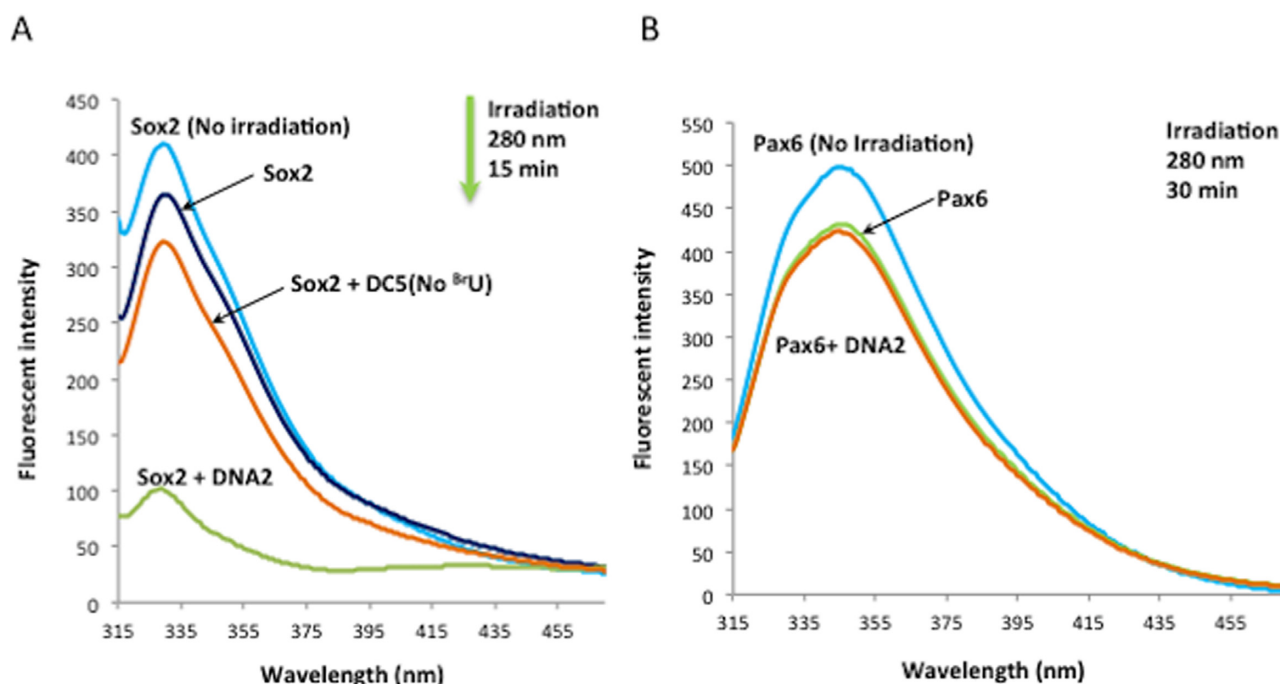 A
450
400
350
300
250
200
150
100
50
0
Fluorescent intensity
Sox2 (No irradiation)
Sox2
Sox2 + DC5(No BrU)
Sox2 + DNA2
Irradiation
280 nm
15 min
315 335 355 375 395 415 435 455
Wavelength (nm)
B
550
500
450
400
350
300
250
200
150
100
50
0
Fluorescent intensity
Pax6 (No Irradiation)
Pax6
Pax6+ DNA2
Irradiation
280 nm
30 min
315 335 355 375 395 415 435 455
Wavelength (nm)